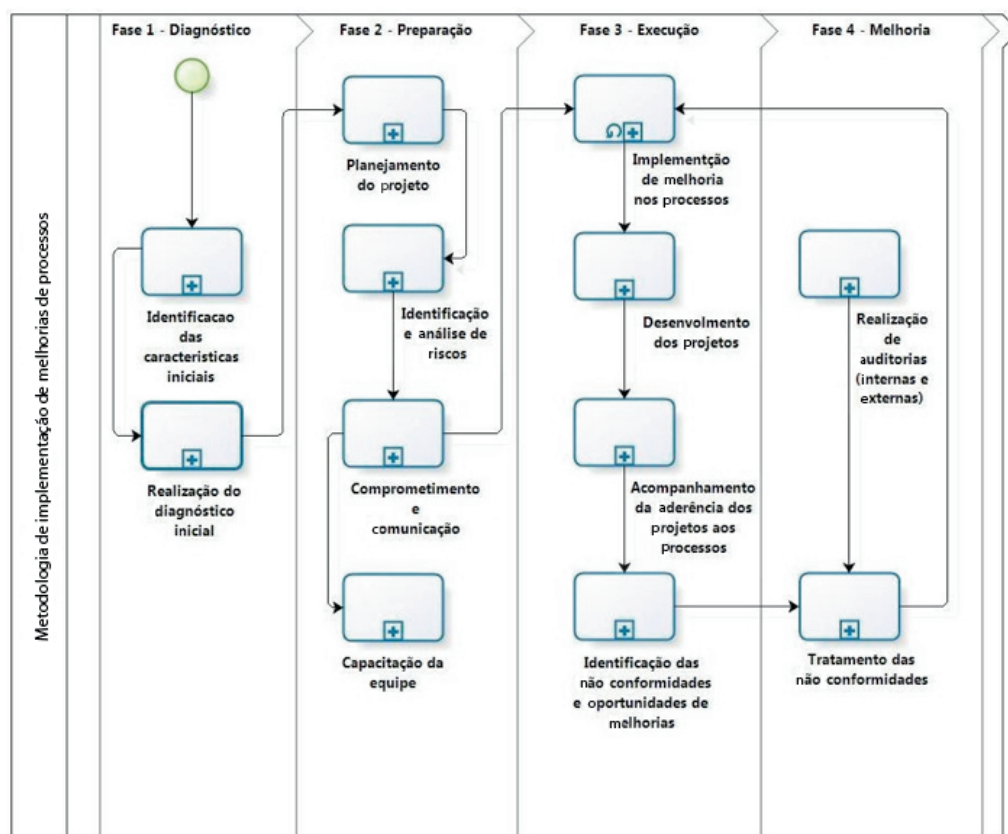 Metodologia de implementação de melhorias de processos
Fase 1 - Diagnóstico
Identificacao
das
caracteristicas
iniciais
Realização do
diagnóstico
inicial
Fase 2 - Preparação
Planejamento
do projeto
Identificação
e análise de
riscos
Comprometimento
e
comunicação
Capacitação da
equipe
Fase 3 - Execução
Implementção
de melhoria
nos processos
Desenvolmento
dos projetos
Acompanhamento
da aderência dos
projetos aos
processos
Identificação das
não conformidades
e oportunidades de
melhorias
Fase 4 - Melhoria
Realização
de
auditorias
(internas e
externas)
Tratamento das
não conformidades